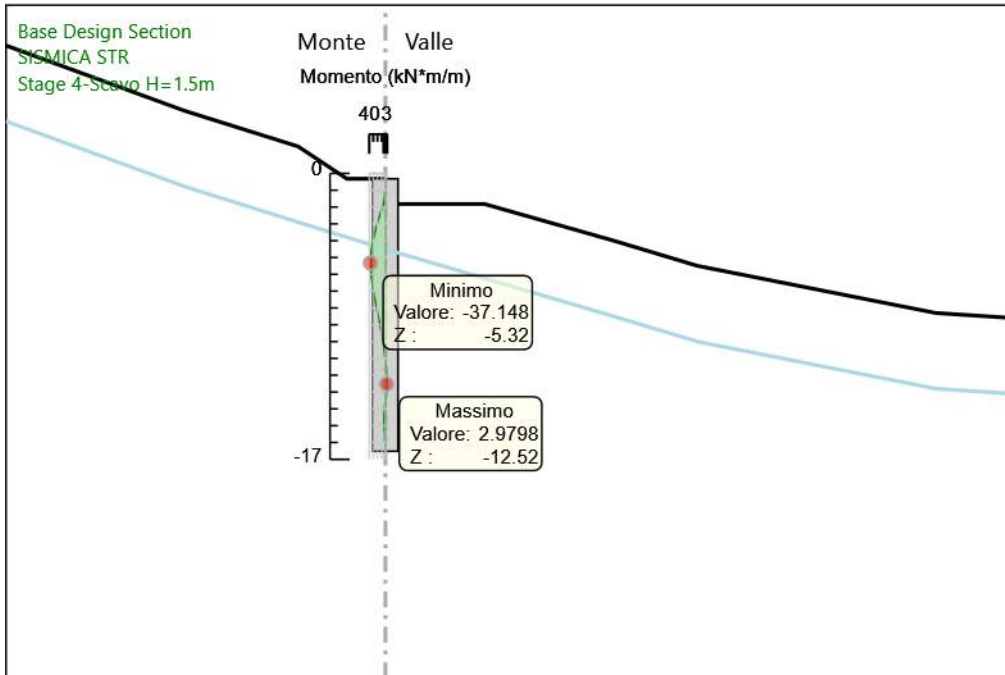 Base Design Section
SISMICA STR
Stage 4-Scavo H=1.5m
Monte Valle
Momento (kN*m/m)
403
0
Minimo
Valore: -37.148
Z : -5.32
Massimo
Valore: 2.9798
Z : -12.52
-17